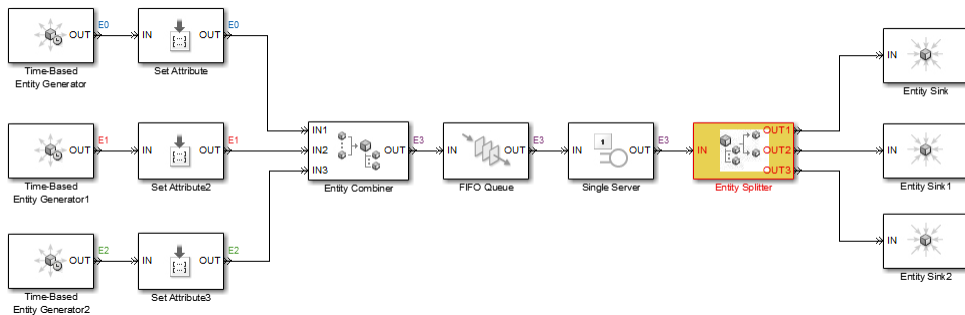 E0
E0
OUT
IN
OUT
IN
Time-Based
Entity Generator
Set Attribute
Entity Sink
E1
E1
IN1
E3
E3
E3
OUT1
OUT
IN
OUT
IN2
OUT
IN
OUT
IN
1
OUT
IN
OUT2
IN
IN3
OUT3
Time-Based
Entity Generator1
Set Attribute2
Entity Combiner
FIFO Queue
Single Server
Entity Splitter
Entity Sink1
E2
E2
OUT
IN
OUT
IN
Time-Based
Entity Generator2
Set Attribute3
Entity Sink2